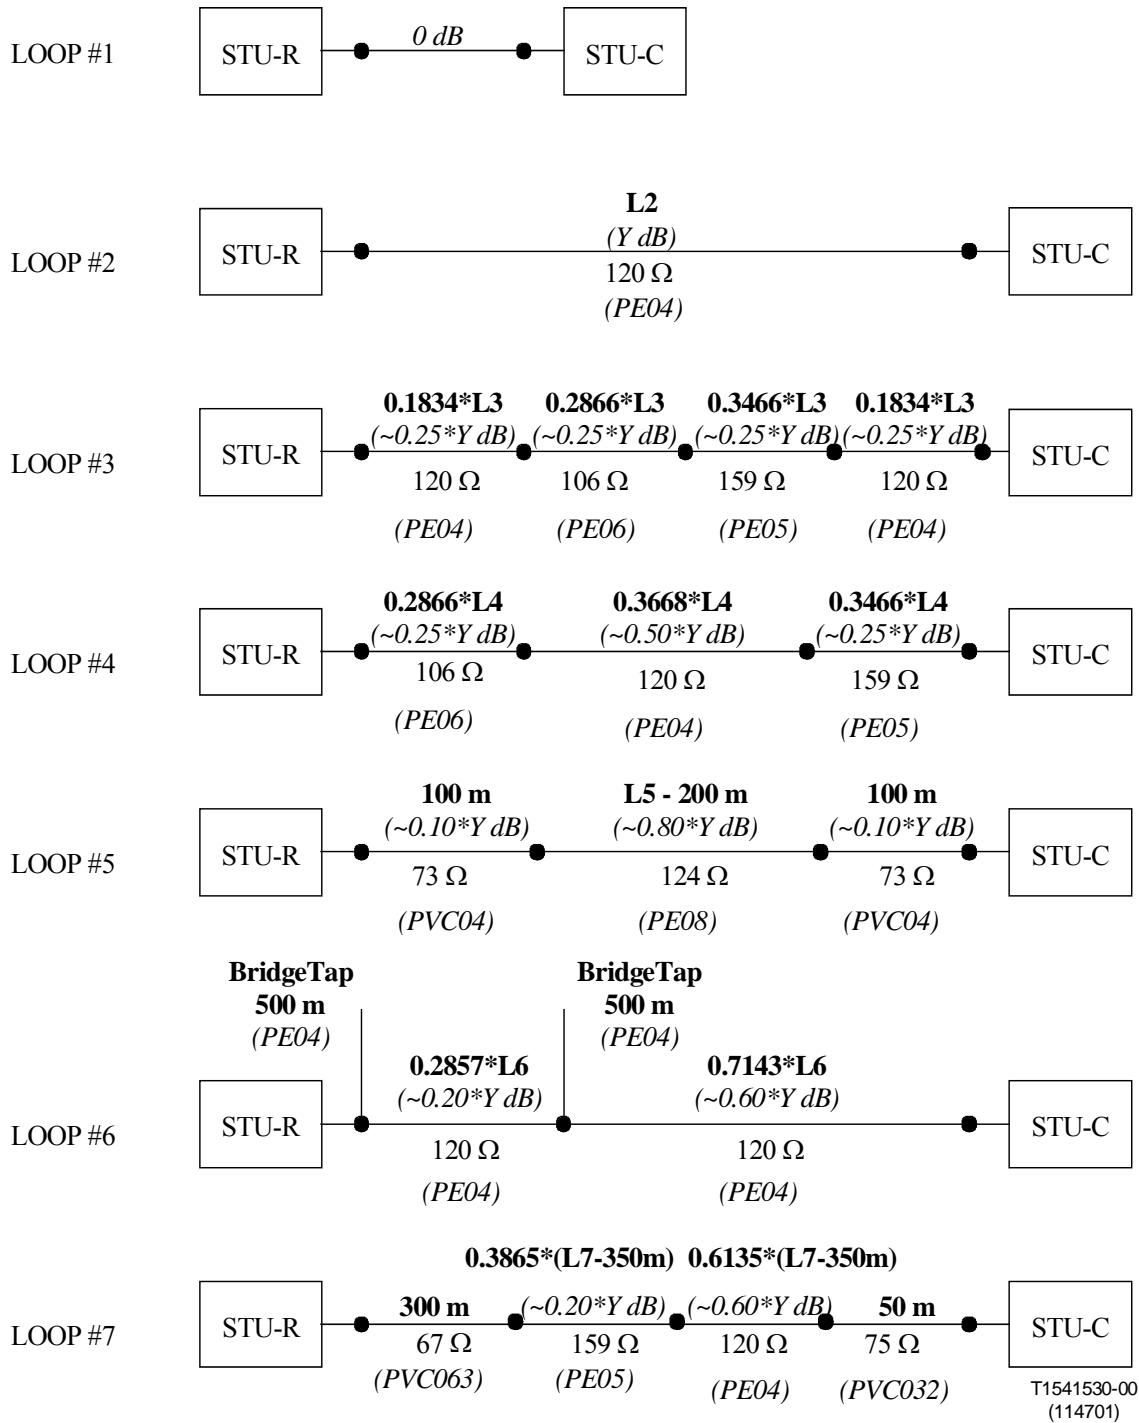 LOOP #1
STU-R
0 dB
STU-C
LOOP #2
STU-R
L2
(Y dB)
120 Ω
(PE04)
STU-C
LOOP #3
STU-R
0.1834*L3 0.2866*L3 0.3466*L3 0.1834*L3
(~0.25*Y dB) (~0.25*Y dB) (~0.25*Y dB) (~0.25*Y dB)
120 Ω 106 Ω 159 Ω 120 Ω
(PE04) (PE06) (PE05) (PE04)
STU-C
LOOP #4
STU-R
0.2866*L4 0.3668*L4 0.3466*L4
(~0.25*Y dB) (~0.50*Y dB) (~0.25*Y dB)
106 Ω 120 Ω 159 Ω
(PE06) (PE04) (PE05)
STU-C
LOOP #5
STU-R
100 m L5 - 200 m 100 m
(~0.10*Y dB) (~0.80*Y dB) (~0.10*Y dB)
73 Ω 124 Ω 73 Ω
(PVC04) (PE08) (PVC04)
STU-C
BridgeTap BridgeTap
500 m 500 m
(PE04) (PE04)
LOOP #6
STU-R
0.2857*L6 0.7143*L6
(~0.20*Y dB) (~0.60*Y dB)
120 Ω 120 Ω
(PE04) (PE04)
STU-C
0.3865*(L7-350m) 0.6135*(L7-350m)
LOOP #7
STU-R
300 m (~0.20*Y dB) (~0.60*Y dB) 50 m
67 Ω 159 Ω 120 Ω 75 Ω
(PVC063) (PE05) (PE04) (PVC032)
STU-C
T1541530-00
(114701)